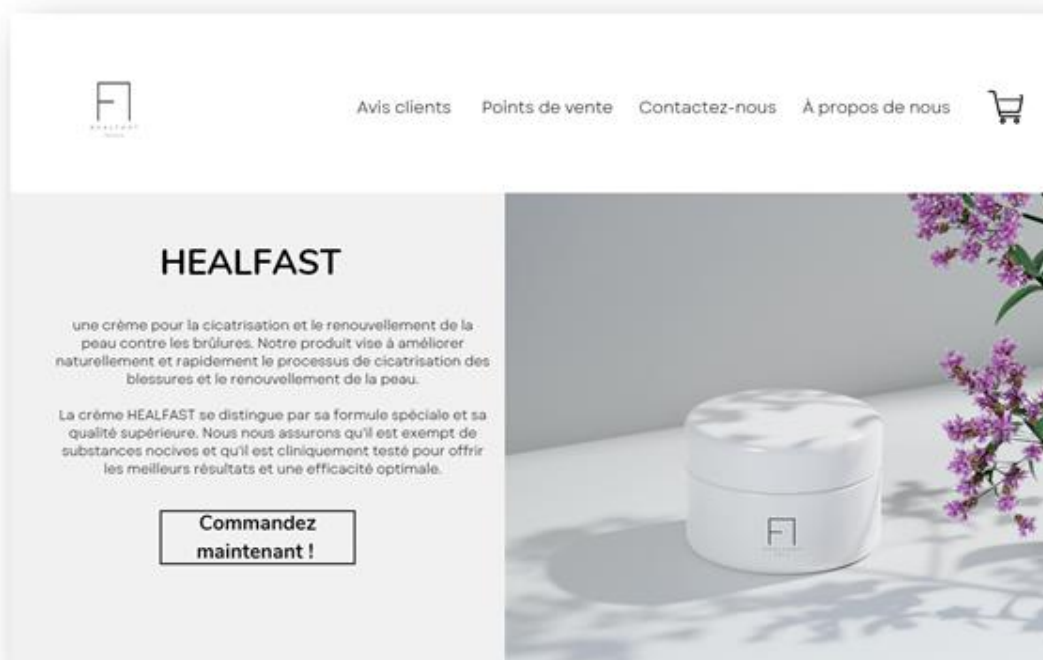 Avis clients
Points de vente
Contactez-nous
À propos de nous
HEALFAST
HEALFAST
une crème pour la cicatrisation et le renouvellement de la
peau contre les brûlures. Notre produit vise à améliorer
naturellement et rapidement le processus de cicatrisation des
blessures et le renouvellement de la peau.
La crème HEALFAST se distingue par sa formule spéciale et sa
qualité supérieure. Nous nous assurons qu'il est exempt de
substances nocives et qu'il est cliniquement testé pour offrir
les meilleurs résultats et une efficacité optimale.
Commandez
maintenant !